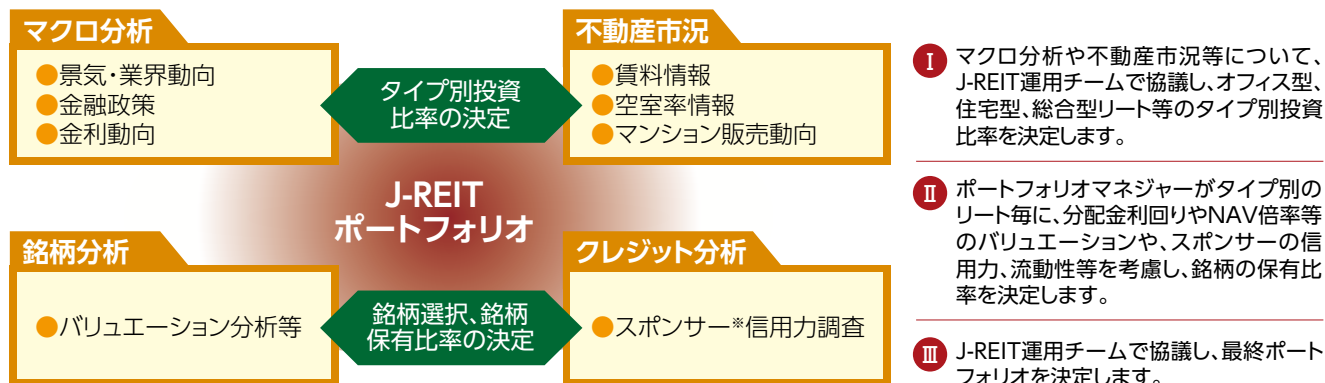 マクロ分析
●景気・業界動向
●金融政策
●金利動向
タイプ別投資
比率の決定
不動産市況
●賃料情報
●空室率情報
●マンション販売動向
J-REIT
ポートフォリオ
銘柄分析
●バリュエーション分析等
銘柄選択、銘柄
保有比率の決定
クレジット分析
●スポンサー※信用力調査
Ⅰ マクロ分析や不動産市況等について、
J-REIT運用チームで協議し、オフィス型、
住宅型、総合型リート等のタイプ別投資
比率を決定します。
Ⅱ ポートフォリオマネジャーがタイプ別の
リート毎に、分配金利回りやNAV倍率等
のバリュエーションや、スポンサーの信
用力、流動性等を考慮し、銘柄の保有比
率を決定します。
Ⅲ J-REIT運用チームで協議し、最終ポート
フォリオを決定します。